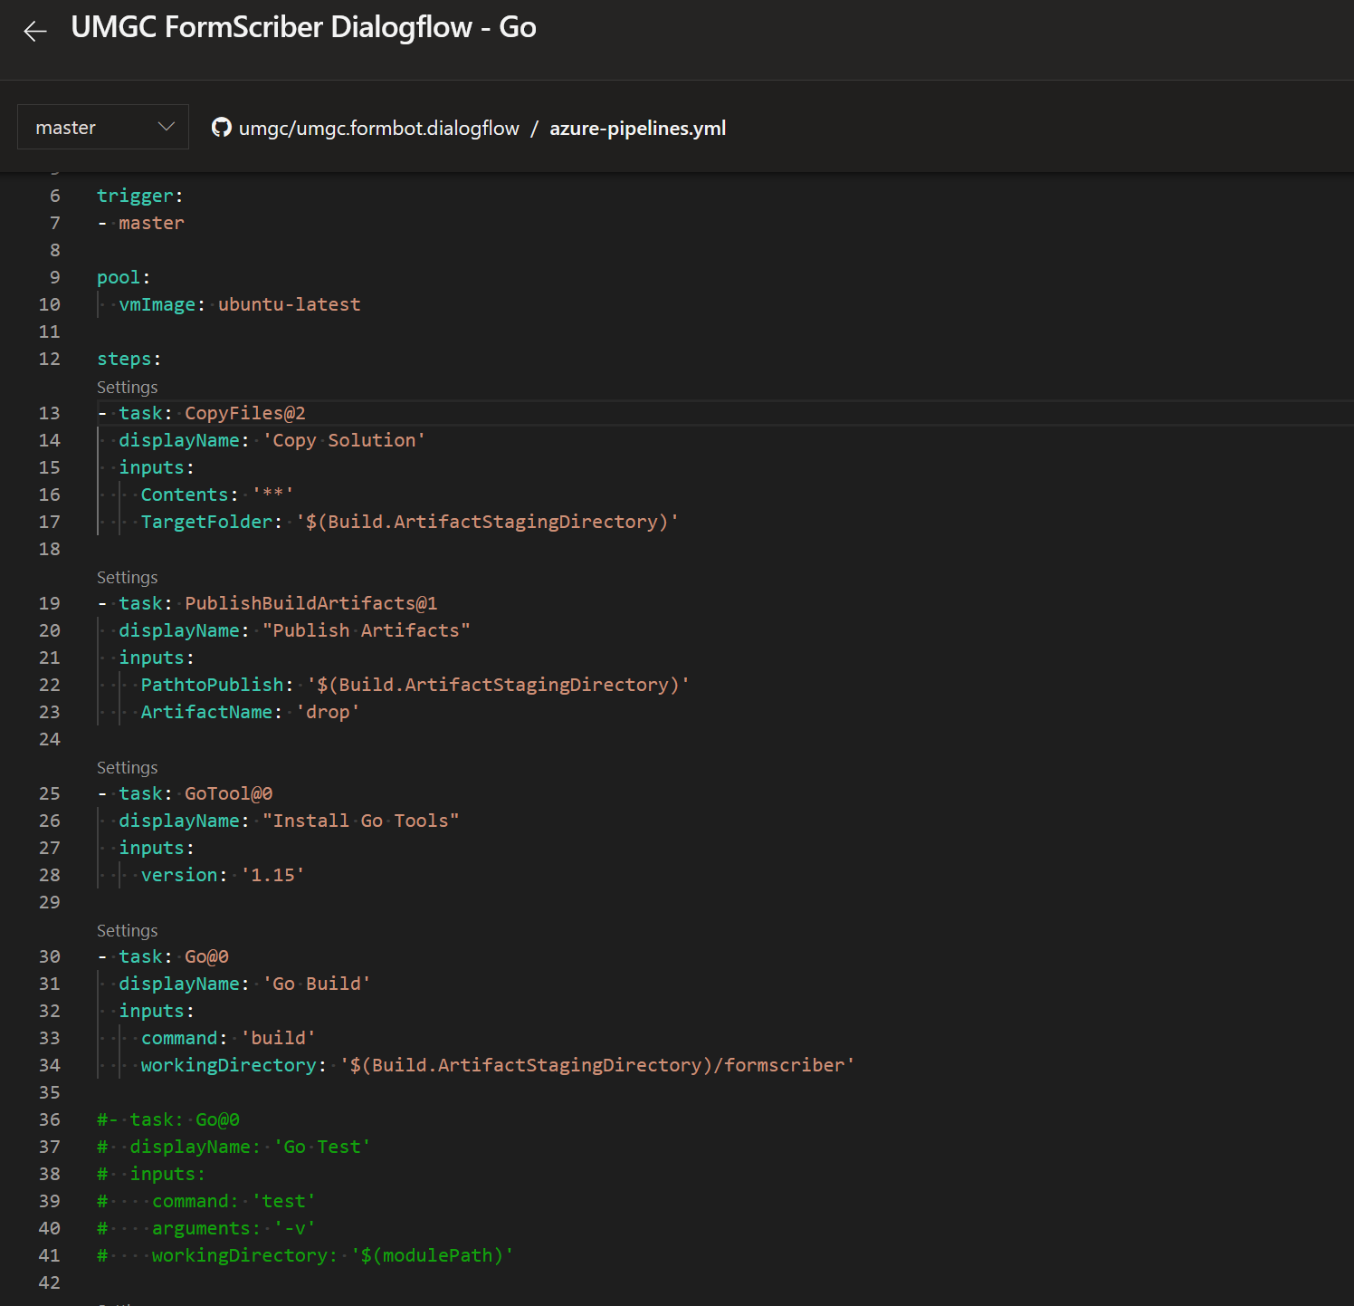 UMGC FormScriber Dialogflow - Go
master
umgc/umgc.formbot.dialogflow / azure-pipelines.yml
6 trigger:
7 - master
8
9 pool:
10 vmImage: ubuntu-latest
11
12 steps:
Settings
13 - task: CopyFiles@2
14 displayName: 'Copy Solution'
15 inputs:
16 Contents: '**'
17 TargetFolder: '$(Build.ArtifactStagingDirectory)'
18
Settings
19 - task: PublishBuildArtifacts@1
20 displayName: "Publish Artifacts"
21 inputs:
22 PathtoPublish: '$(Build.ArtifactStagingDirectory)'
23 ArtifactName: 'drop'
24
Settings
25 - task: GoTool@0
26 displayName: "Install Go Tools"
27 inputs:
28 version: '1.15'
29
Settings
30 - task: Go@0
31 displayName: 'Go Build'
32 inputs:
33 command: 'build'
34 workingDirectory: '$(Build.ArtifactStagingDirectory)/formscriber'
35
36 #- task: Go@0
37 # displayName: 'Go Test'
38 # inputs:
39 # command: 'test'
40 # arguments: '-v'
41 # workingDirectory: '$(modulePath)'
42